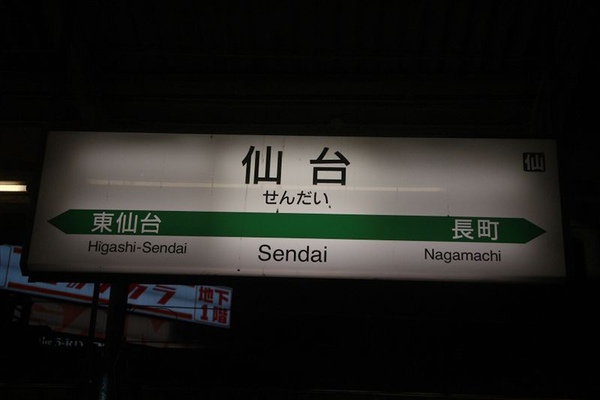 仙台
仙
せんだい
東仙台
長町
Higashi-Sendai
Sendai
Nagamachi
地下
1階